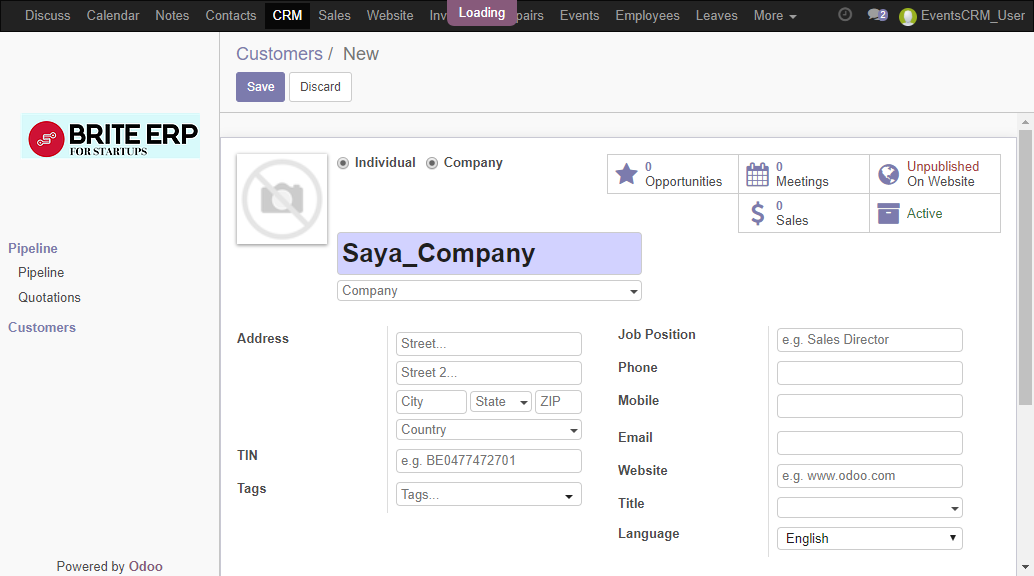 Discuss Calendar Notes Contacts CRM Sales Website Inv Loading pairs Events Employees Leaves More 2 EventsCRM_User
Customers / New
Save Discard
BRITE ERP
FOR STARTUPS
Pipeline
Pipeline
Quotations
Customers
Powered by Odoo
Individual Company
0
Opportunities
0
Meetings
Unpublished
On Website
0
Sales
Active
Saya_Company
Company
Address
Street...
Street 2...
City State ZIP
Country
TIN e.g. BE0477472701
Tags Tags...
Job Position e.g. Sales Director
Phone
Mobile
Email
Website e.g. www.odoo.com
Title
Language English